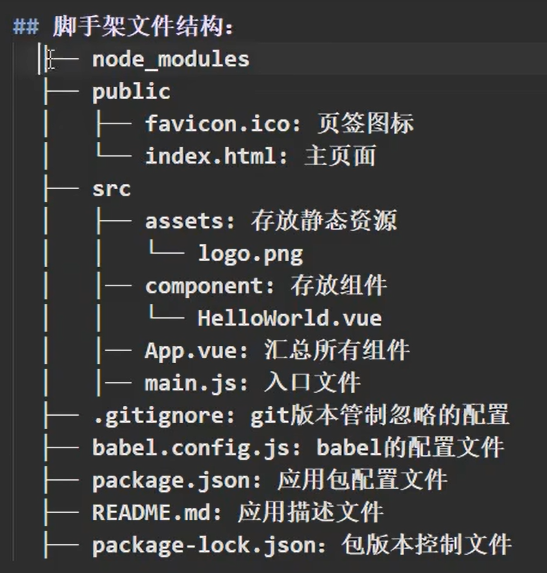 ## 脚手架文件结构：
├── node_modules
├── public
│   ├── favicon.ico: 页签图标
│   └── index.html: 主页面
├── src
│   ├── assets: 存放静态资源
│   │   └── logo.png
│   │── component: 存放组件
│   │   └── HelloWorld.vue
│   │── App.vue: 汇总所有组件
│   │── main.js: 入口文件
├── .gitignore: git版本管制忽略的配置
├── babel.config.js: babel的配置文件
├── package.json: 应用包配置文件
├── README.md: 应用描述文件
├── package-lock.json：包版本控制文件